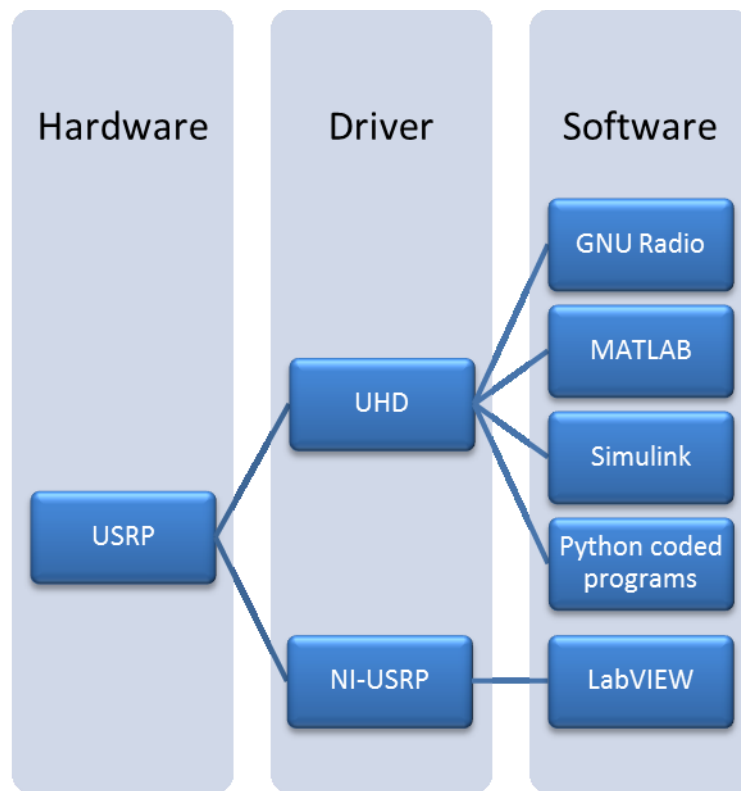 Hardware
Driver
Software
GNU Radio
MATLAB
UHD
Simulink
USRP
Python coded
programs
NI-USRP
LabVIEW